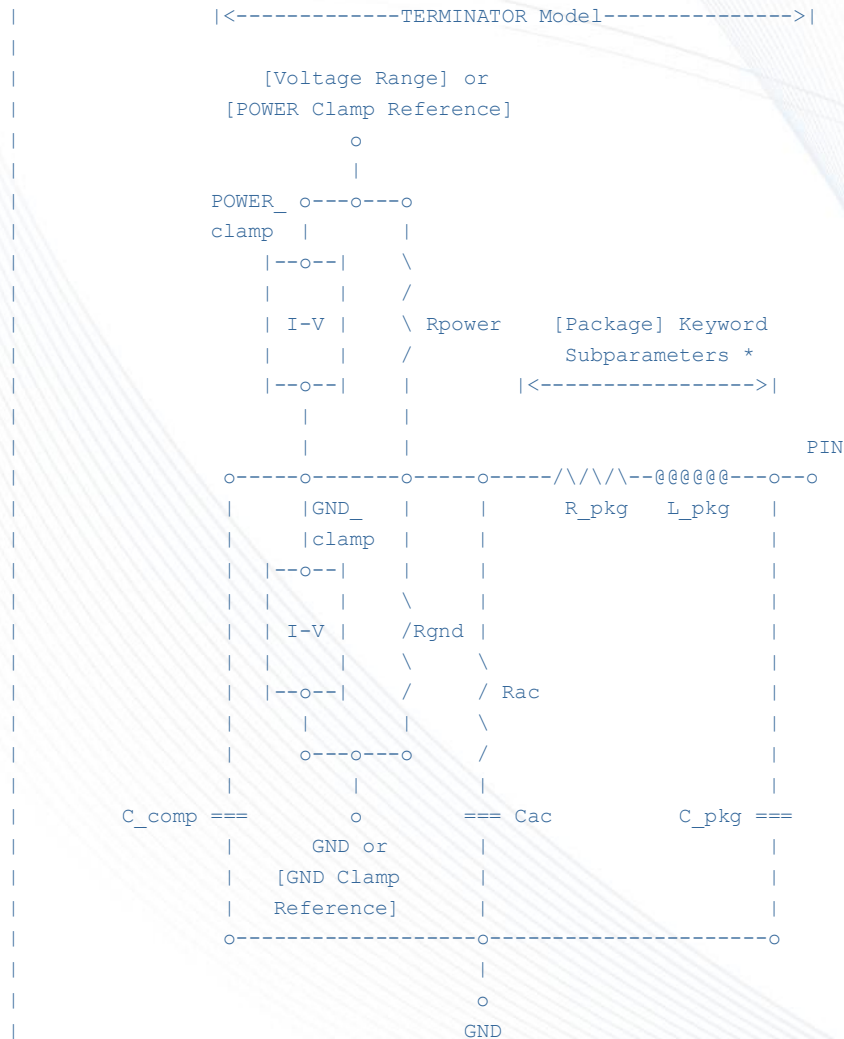 |                |<-------------TERMINATOR Model--------------->|
|
|                    [Voltage Range] or
|                 [POWER Clamp Reference]
|                           o
|                           |
|                POWER_ o---o---o
|                clamp  |       |
|                    |--o--|    \
|                    |     |    /
|                    | I-V |    \ Rpower    [Package] Keyword
|                    |     |    /            Subparameters *
|                    |--o--|    |        |<----------------->|
|                       |       |
|                       |       |                               PIN
|                 o-----o-------o-----o-----/\/\/\--@@@@@@---o--o
|                 |     |GND_   |     |      R_pkg   L_pkg   |
|                 |     |clamp  |     |                      |
|                 |  |--o--|    |     |                      |
|                 |  |     |    \     |                      |
|                 |  | I-V |    /Rgnd |                      |
|                 |  |     |    \     \                      |
|                 |  |--o--|    /     / Rac                  |
|                 |     |       |     \                      |
|                 |     o---o---o     /                      |
|                 |         |         |                      |
|        C_comp ===         o        === Cac         C_pkg ===
|                 |      GND or       |                      |
|                 |   [GND Clamp      |                      |
|                 |   Reference]      |                      |
|                 o-------------------o----------------------o
|                                     |
|                                     o
|                                    GND